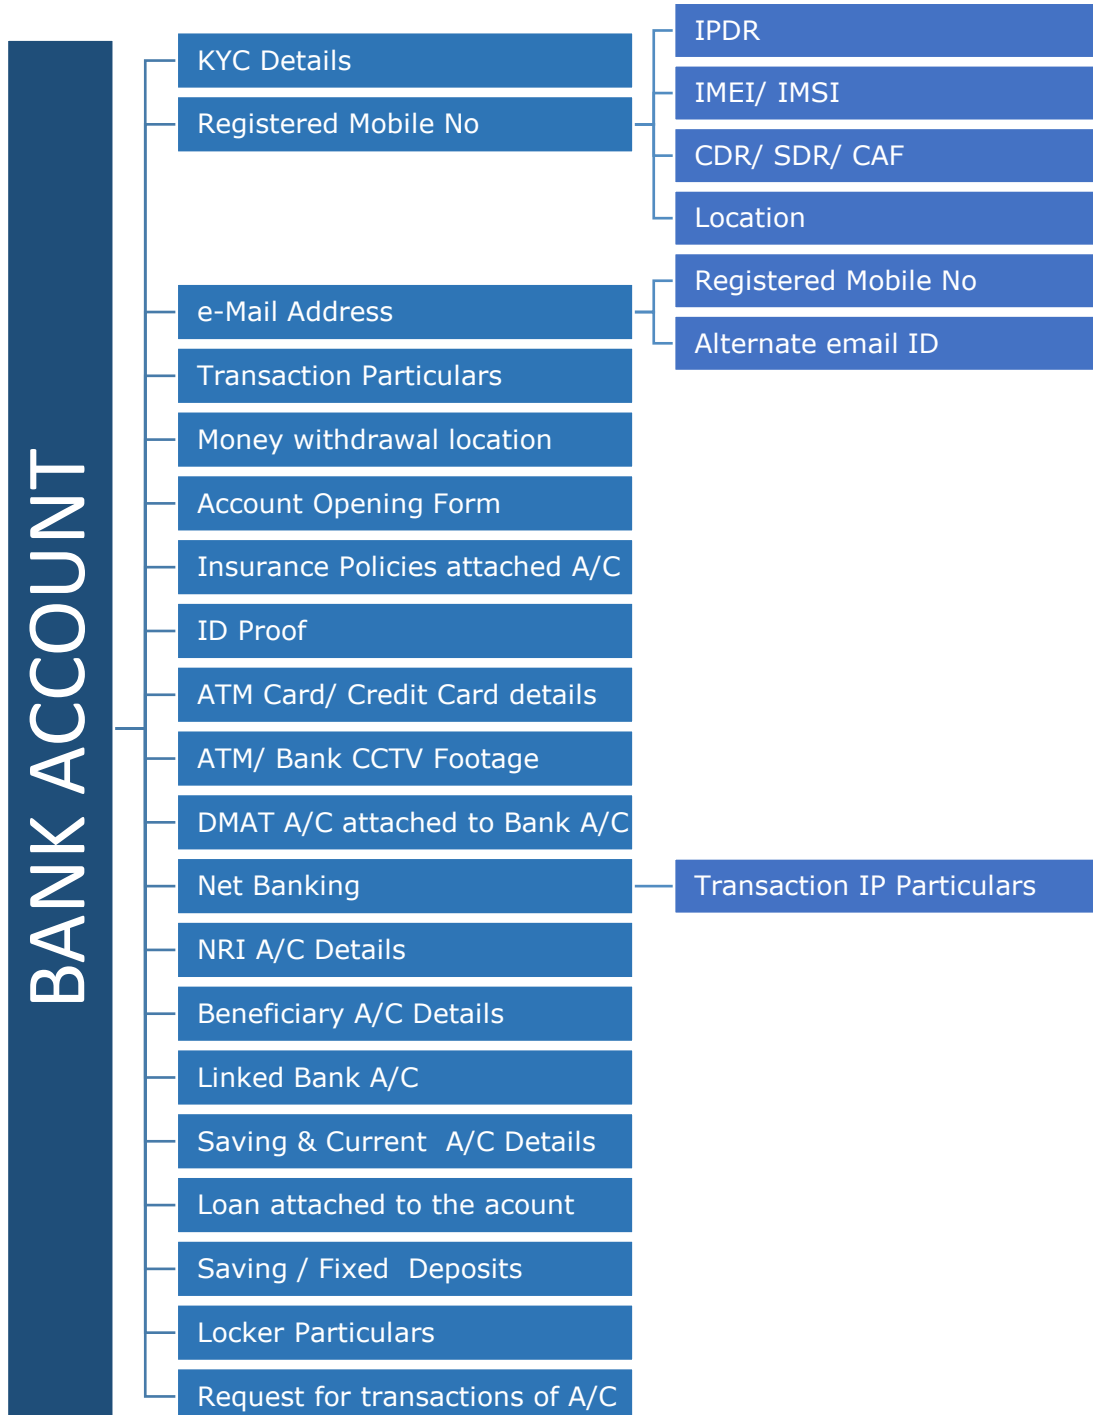 BANK ACCOUNT
KYC Details
Registered Mobile No
IPDR
IMEI/ IMSI
CDR/ SDR/ CAF
Location
e-Mail Address
Registered Mobile No
Alternate email ID
Transaction Particulars
Money withdrawal location
Account Opening Form
Insurance Policies attached A/C
ID Proof
ATM Card/ Credit Card details
ATM/ Bank CCTV Footage
DMAT A/C attached to Bank A/C
Net Banking
Transaction IP Particulars
NRI A/C Details
Beneficiary A/C Details
Linked Bank A/C
Saving & Current  A/C Details
Loan attached to the acount
Saving / Fixed  Deposits
Locker Particulars
Request for transactions of A/C